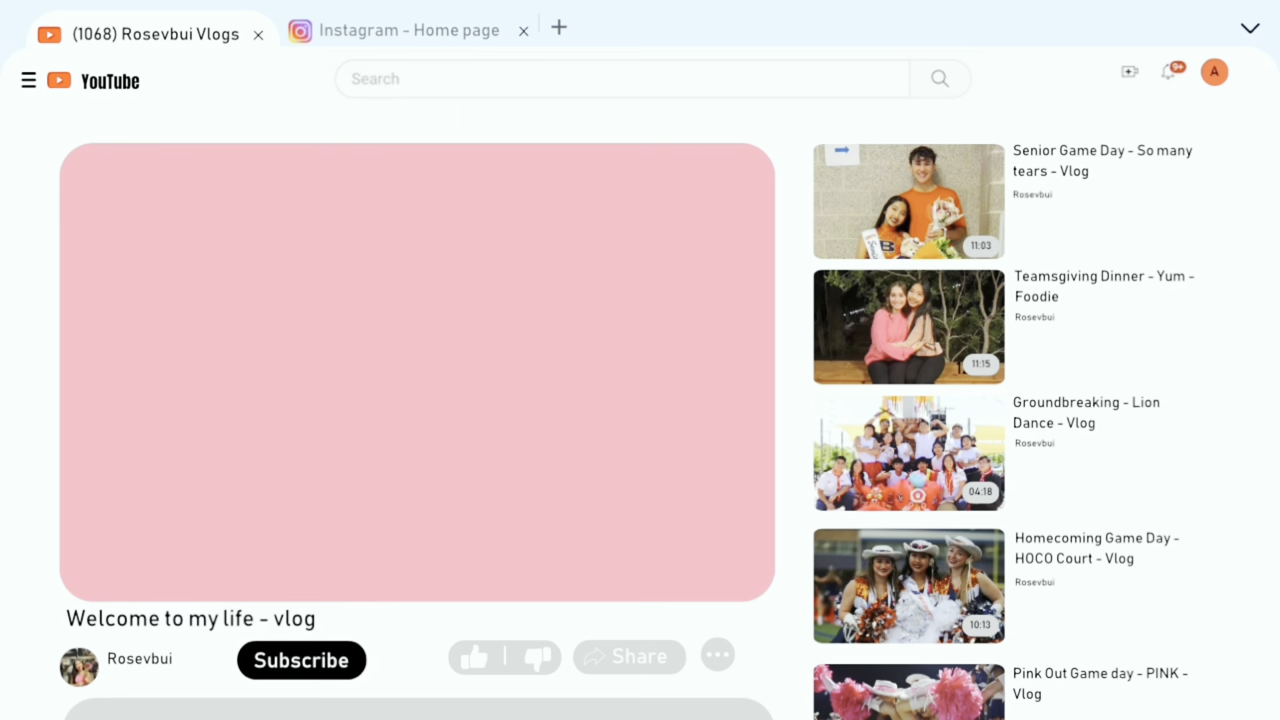 (1068) Rosevbui Vlogs
Instagram - Home page
YouTube
Search
9+
A
Senior Game Day - So many
tears - Vlog
Rosevbui
11:03
Teamsgiving Dinner - Yum -
Foodie
Rosevbui
11:15
Groundbreaking - Lion
Dance - Vlog
Rosevbui
04:18
Homecoming Game Day -
HOCO Court - Vlog
Rosevbui
10:13
Pink Out Game day - PINK -
Vlog
Welcome to my life - vlog
Rosevbui
Subscribe
Share